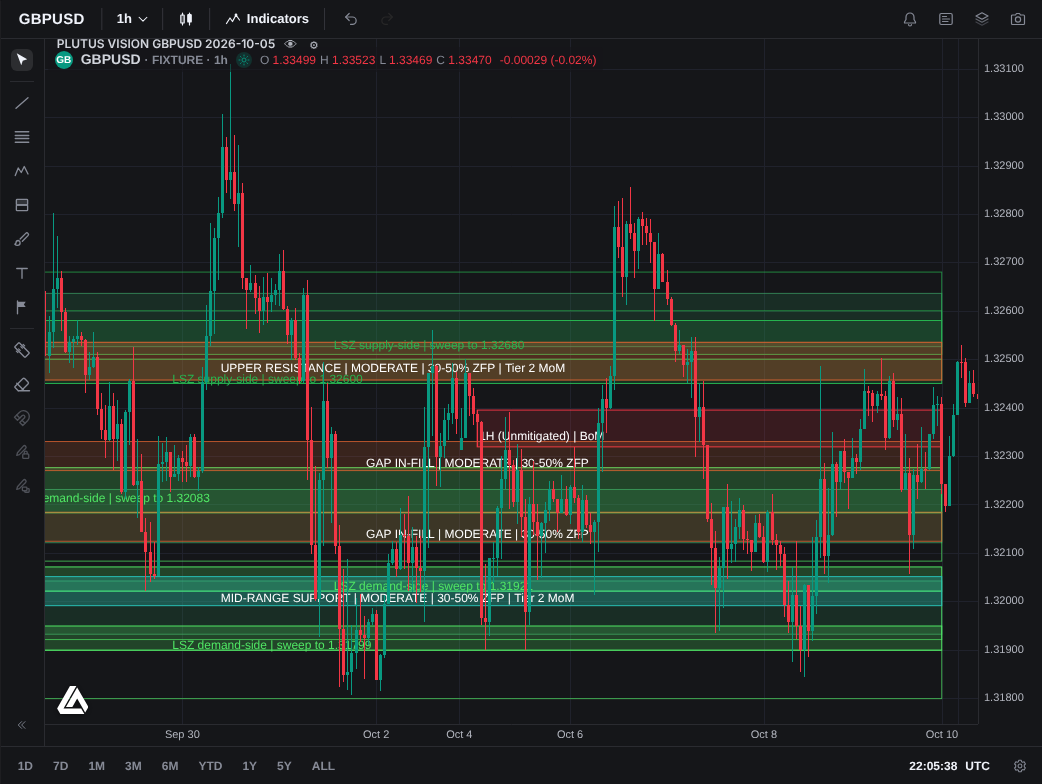 GBPUSD 1h Indicators
PLUTUS VISION GBPUSD 2026-10-05
GB GBPUSD · FIXTURE · 1h O 1.33499 H 1.33523 L 1.33469 C 1.33470 -0.00029 (-0.02%)
1.33100
1.33000
1.32900
1.32800
1.32700
1.32600
LSZ supply-side | sweep to 1.32680
1.32500
UPPER RESISTANCE | MODERATE | 30-50% ZFP | Tier 2 MoM
LSZ supply-side | sweep to 1.32600
1.32400
LH (Unmitigated) | BoM
1.32300
GAP IN-FILL | MODERATE | 30-50% ZFP
emand-side | sweep to 1.32083
1.32200
GAP IN-FILL | MODERATE | 30-50% ZFP
1.32100
LSZ demand-side | sweep to 1.3192
MID-RANGE SUPPORT | MODERATE | 30-50% ZFP | Tier 2 MoM
1.32000
LSZ demand-side | sweep to 1.31799
1.31900
1.31800
Sep 30 Oct 2 Oct 4 Oct 6 Oct 8 Oct 10
1D 7D 1M 3M 6M YTD 1Y 5Y ALL 22:05:38 UTC